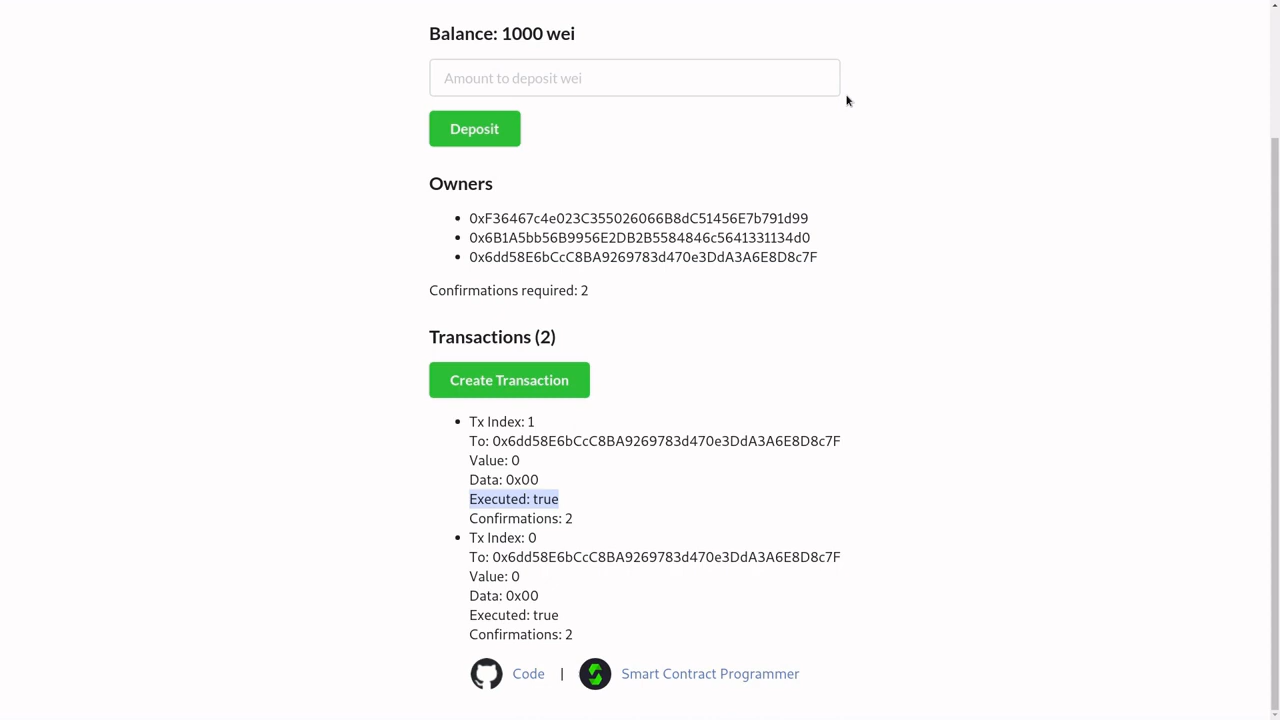 Balance: 1000 wei
Amount to deposit wei
Deposit
Owners
0xF36467c4e023C355026066B8dC51456E7b791d99
0x6B1A5bb56B9956E2DB2B5584846c5641331134d0
0x6dd58E6bCcC8BA9269783d470e3DdA3A6E8D8c7F
Confirmations required: 2
Transactions (2)
Create Transaction
Tx Index: 1
To: 0x6dd58E6bCcC8BA9269783d470e3DdA3A6E8D8c7F
Value: 0
Data: 0x00
Executed: true
Confirmations: 2
Tx Index: 0
To: 0x6dd58E6bCcC8BA9269783d470e3DdA3A6E8D8c7F
Value: 0
Data: 0x00
Executed: true
Confirmations: 2
Code | Smart Contract Programmer